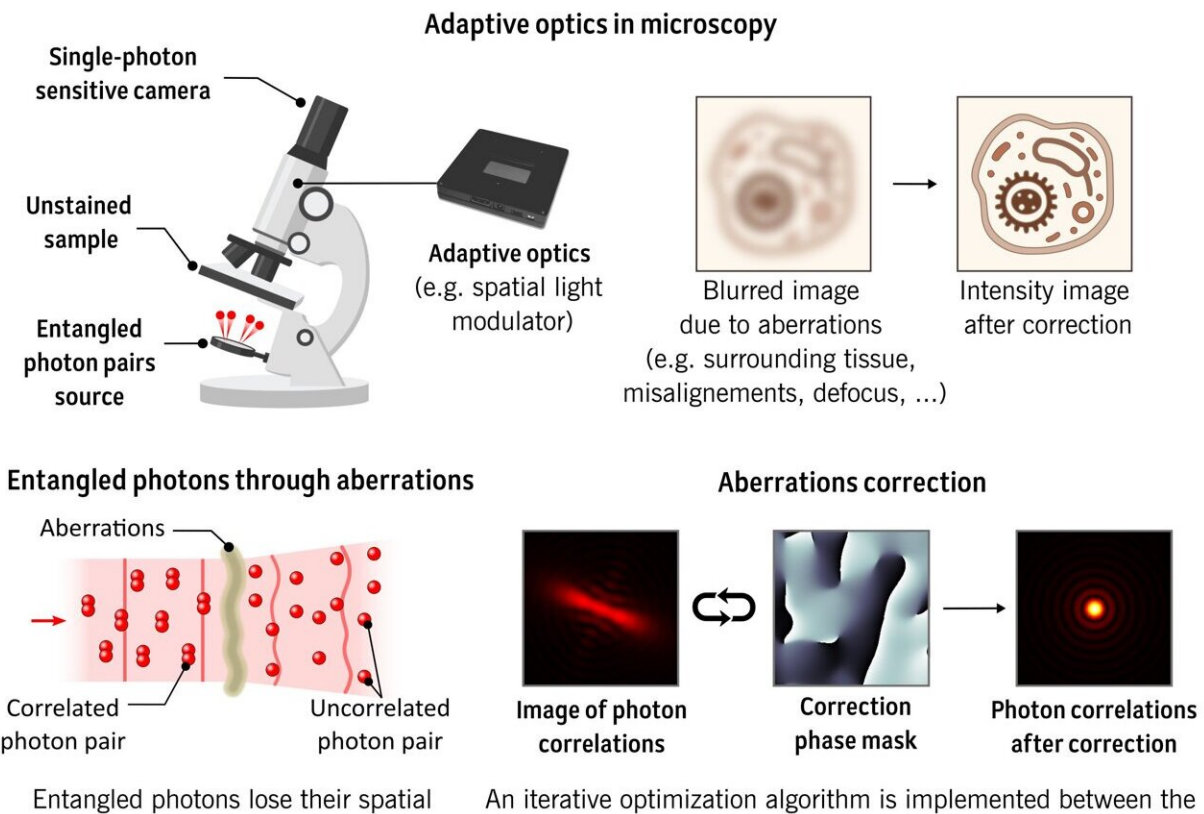 Adaptive optics in microscopy
Single-photon
sensitive camera
Unstained
sample
Entangled
photon pairs
source
Adaptive optics
(e.g. spatial light
modulator)
Blurred image
due to aberrations
(e.g. surrounding tissue,
misalignements, defocus, ...)
Intensity image
after correction
Entangled photons through aberrations
Aberrations
Correlated
photon pair
Uncorrelated
photon pair
Entangled photons lose their spatial
Aberrations correction
Image of photon
correlations
Correction
phase mask
Photon correlations
after correction
An iterative optimization algorithm is implemented between the